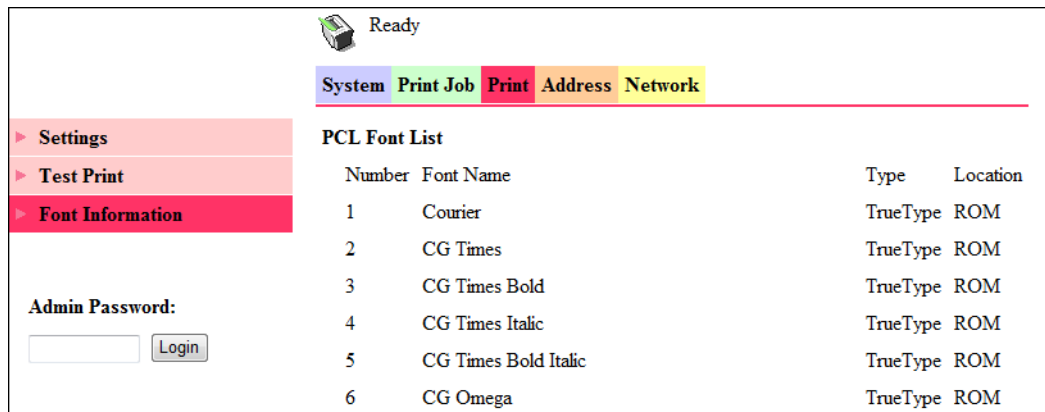 Ready
System Print Job Print Address Network
Settings
Test Print
Font Information
Admin Password:
Login
PCL Font List
Number Font Name Type Location
1 Courier TrueType ROM
2 CG Times TrueType ROM
3 CG Times Bold TrueType ROM
4 CG Times Italic TrueType ROM
5 CG Times Bold Italic TrueType ROM
6 CG Omega TrueType ROM